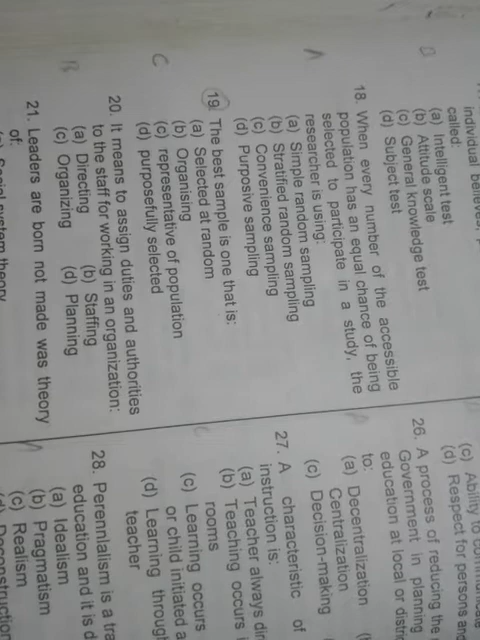 individual believes,
called:
(a) Intelligent test
(b) Attitude scale
(c) General knowledge test
(d) Subject test
18. When every number of the accessible
population has an equal chance of being
selected to participate in a study, the
researcher is using:
(a) Simple random sampling
(b) Stratified random sampling
(c) Convenience sampling
(d) Purposive sampling
A
19. The best sample is one that is:
(a) Selected at random
(b) Organising
(c) representative of population
(d) purposefully selected
C
20. It means to assign duties and authorities
to the staff for working in an organization:
(a) Directing (b) Staffing
(c) Organizing (d) Planning
B
21. Leaders are born not made was theory
of:
(a) Social system theory
(c) Ability to communicate
(d) Respect for persons and
26. A process of reducing the
Government in planning
education at local or distr
to:
(a) Decentralization
Centralization
(c) Decision-making
27. A characteristic of
instruction is:
(a) Teacher always dir
(b) Teaching occurs i
rooms
(c) Learning occurs
or child initiated a
(d) Learning throug
teacher
28. Perennialism is a tra
education and it is d
(a) Idealism
(b) Pragmatism
(c) Realism
(d) Deconstruction